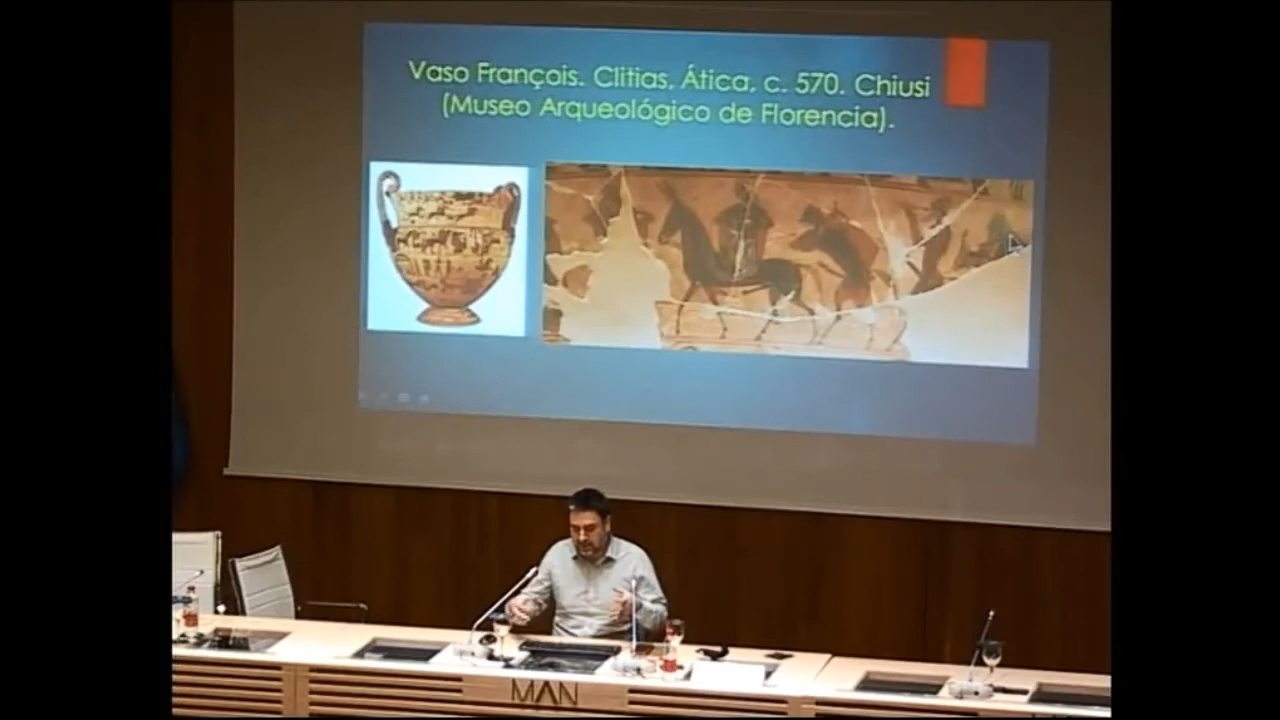 Vaso François. Clitias, Ática, c. 570. Chiusi
(Museo Arqueológico de Florencia).
MAN